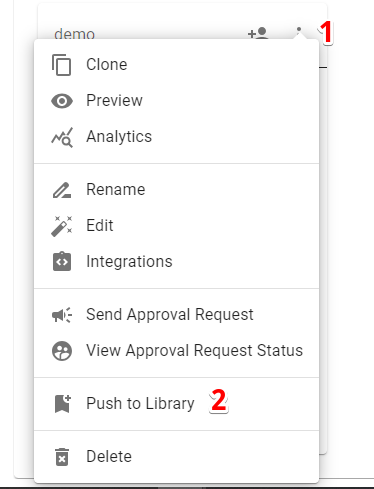 demo
1
Clone
Preview
Analytics
Rename
Edit
Integrations
Send Approval Request
View Approval Request Status
Push to Library 2
Delete